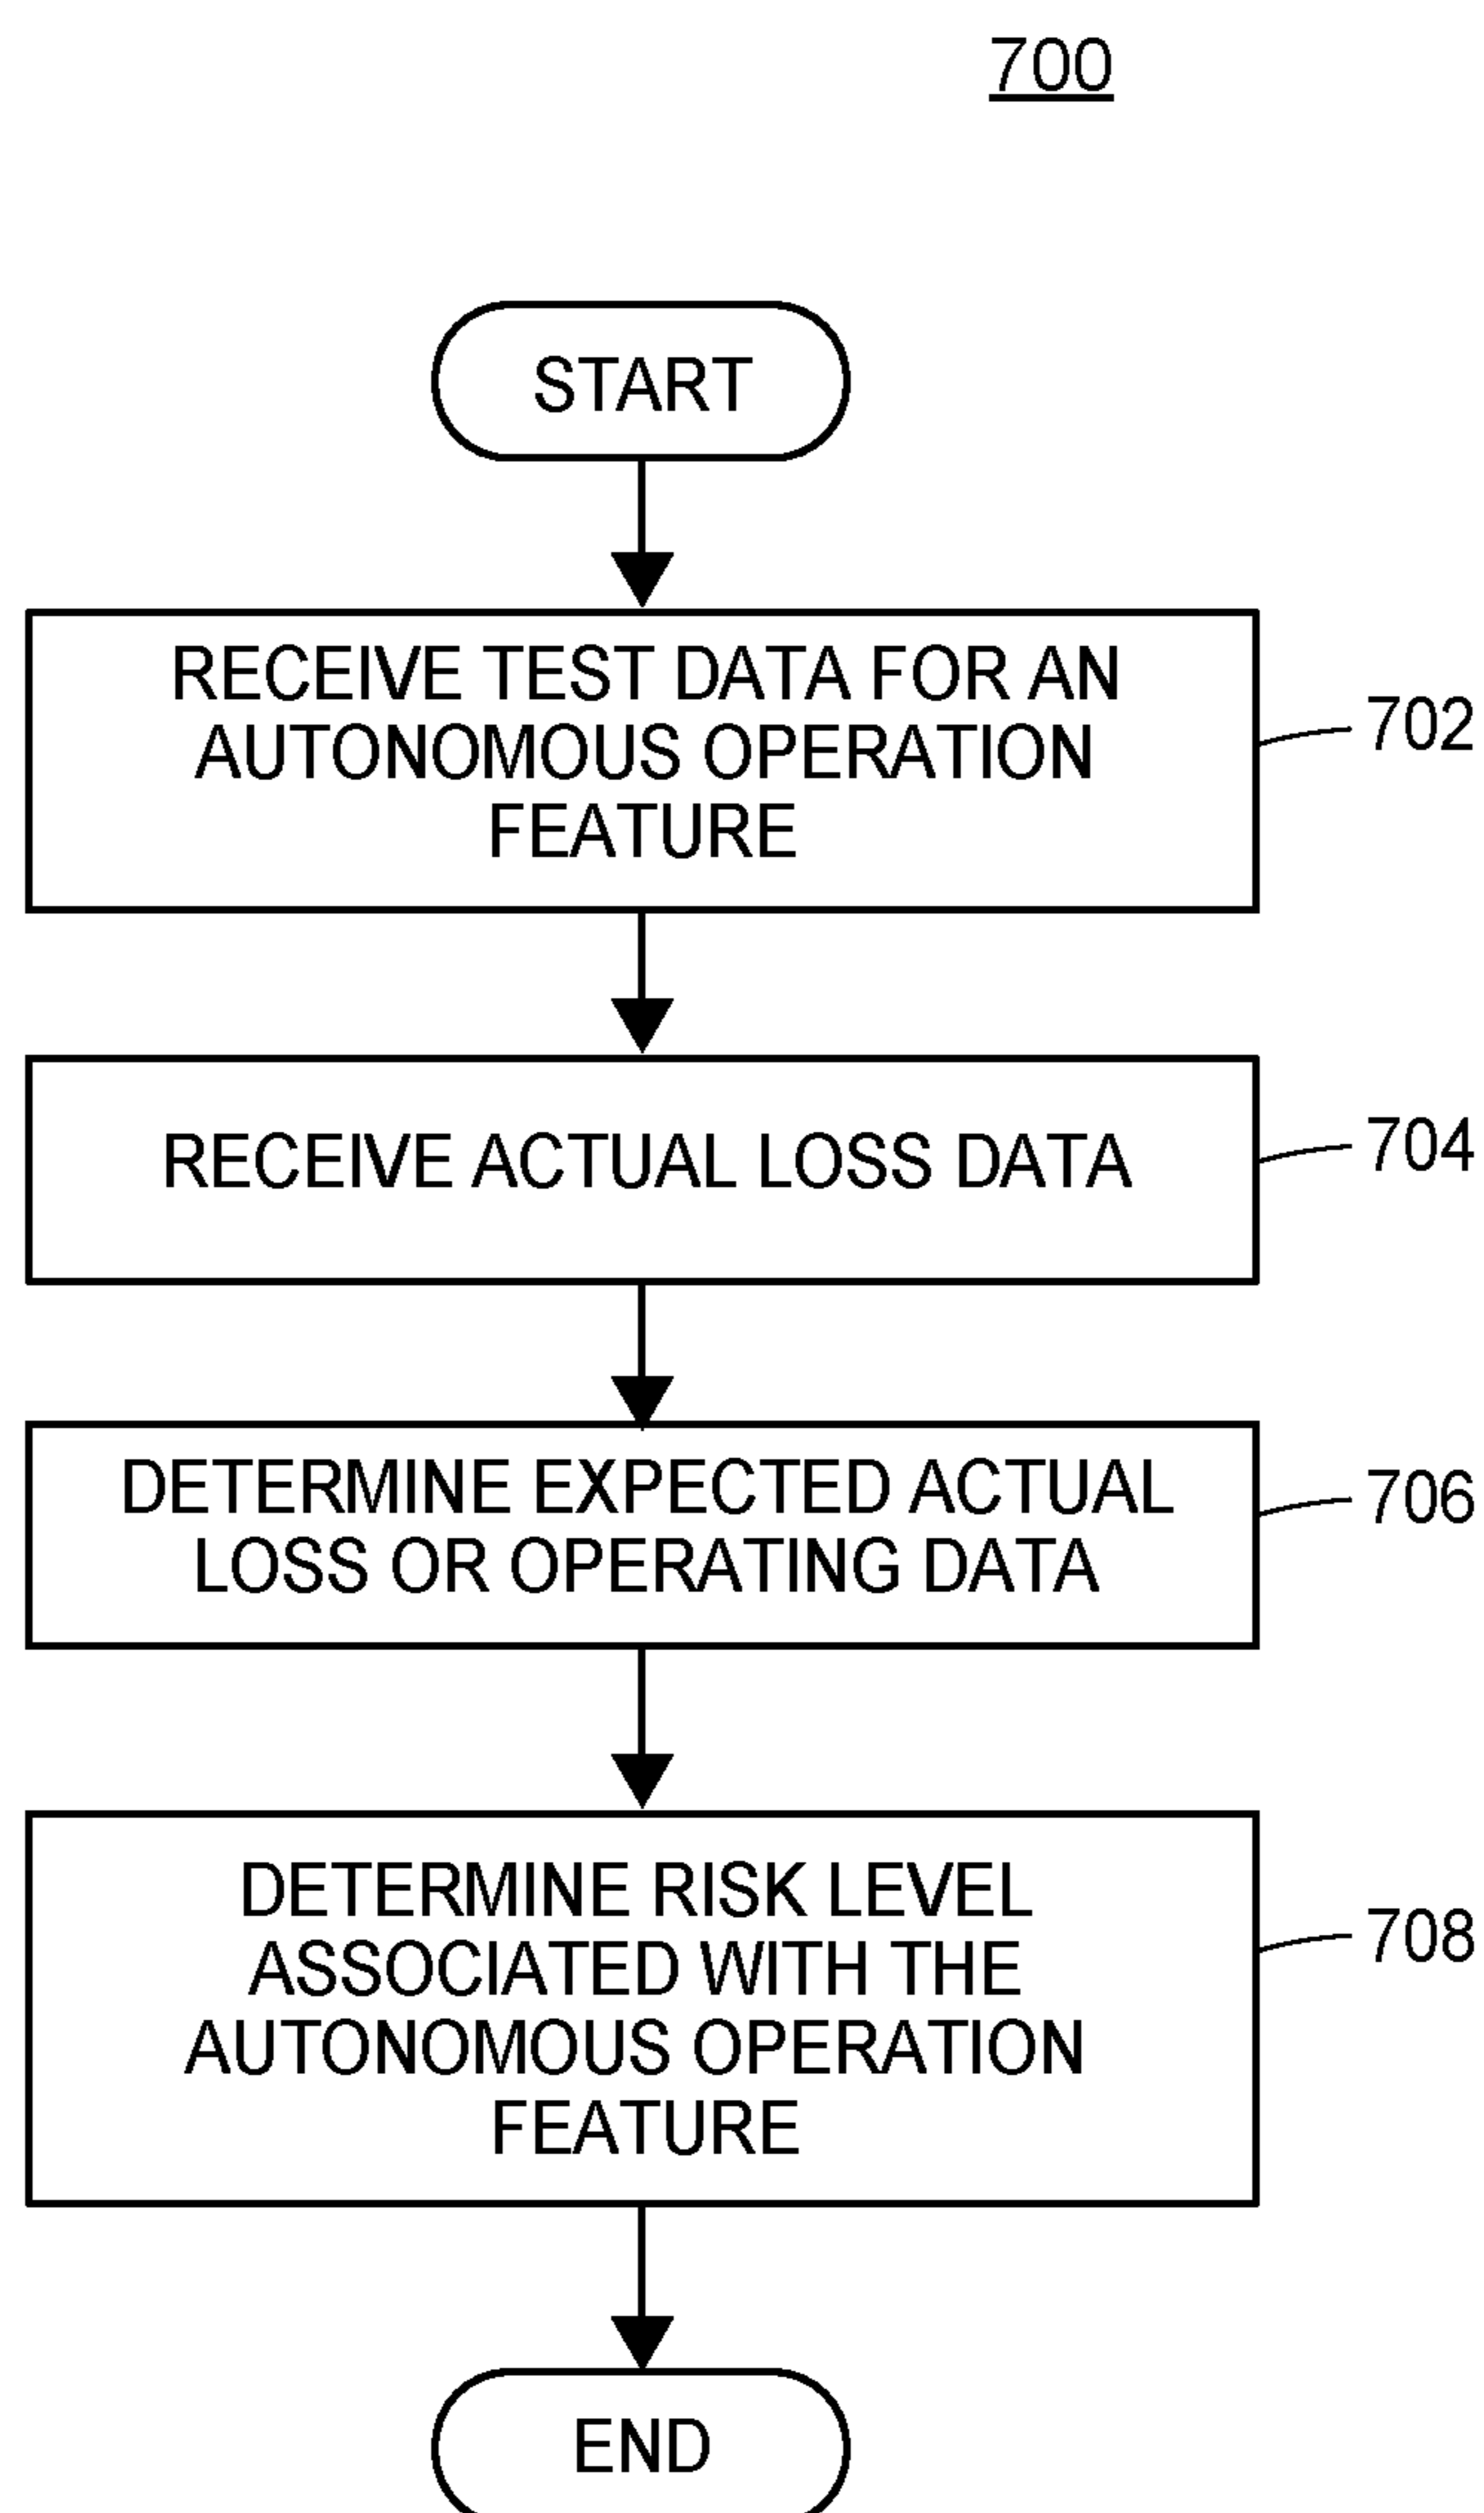 700
START
RECEIVE TEST DATA FOR AN
AUTONOMOUS OPERATION
FEATURE
702
RECEIVE ACTUAL LOSS DATA
704
DETERMINE EXPECTED ACTUAL
LOSS OR OPERATING DATA
706
DETERMINE RISK LEVEL
ASSOCIATED WITH THE
AUTONOMOUS OPERATION
FEATURE
708
END